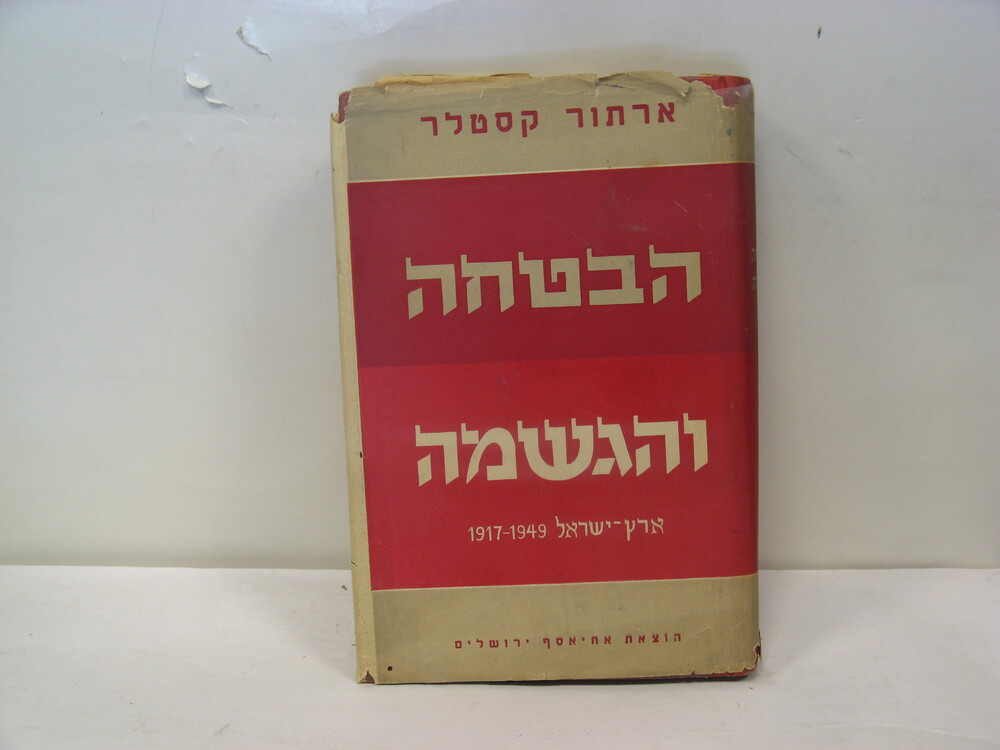 ארתור קסטלר
הבטחה
והגשמה
ארץ-ישראל 1917-1949
הוצאת אחיאסף ירושלים